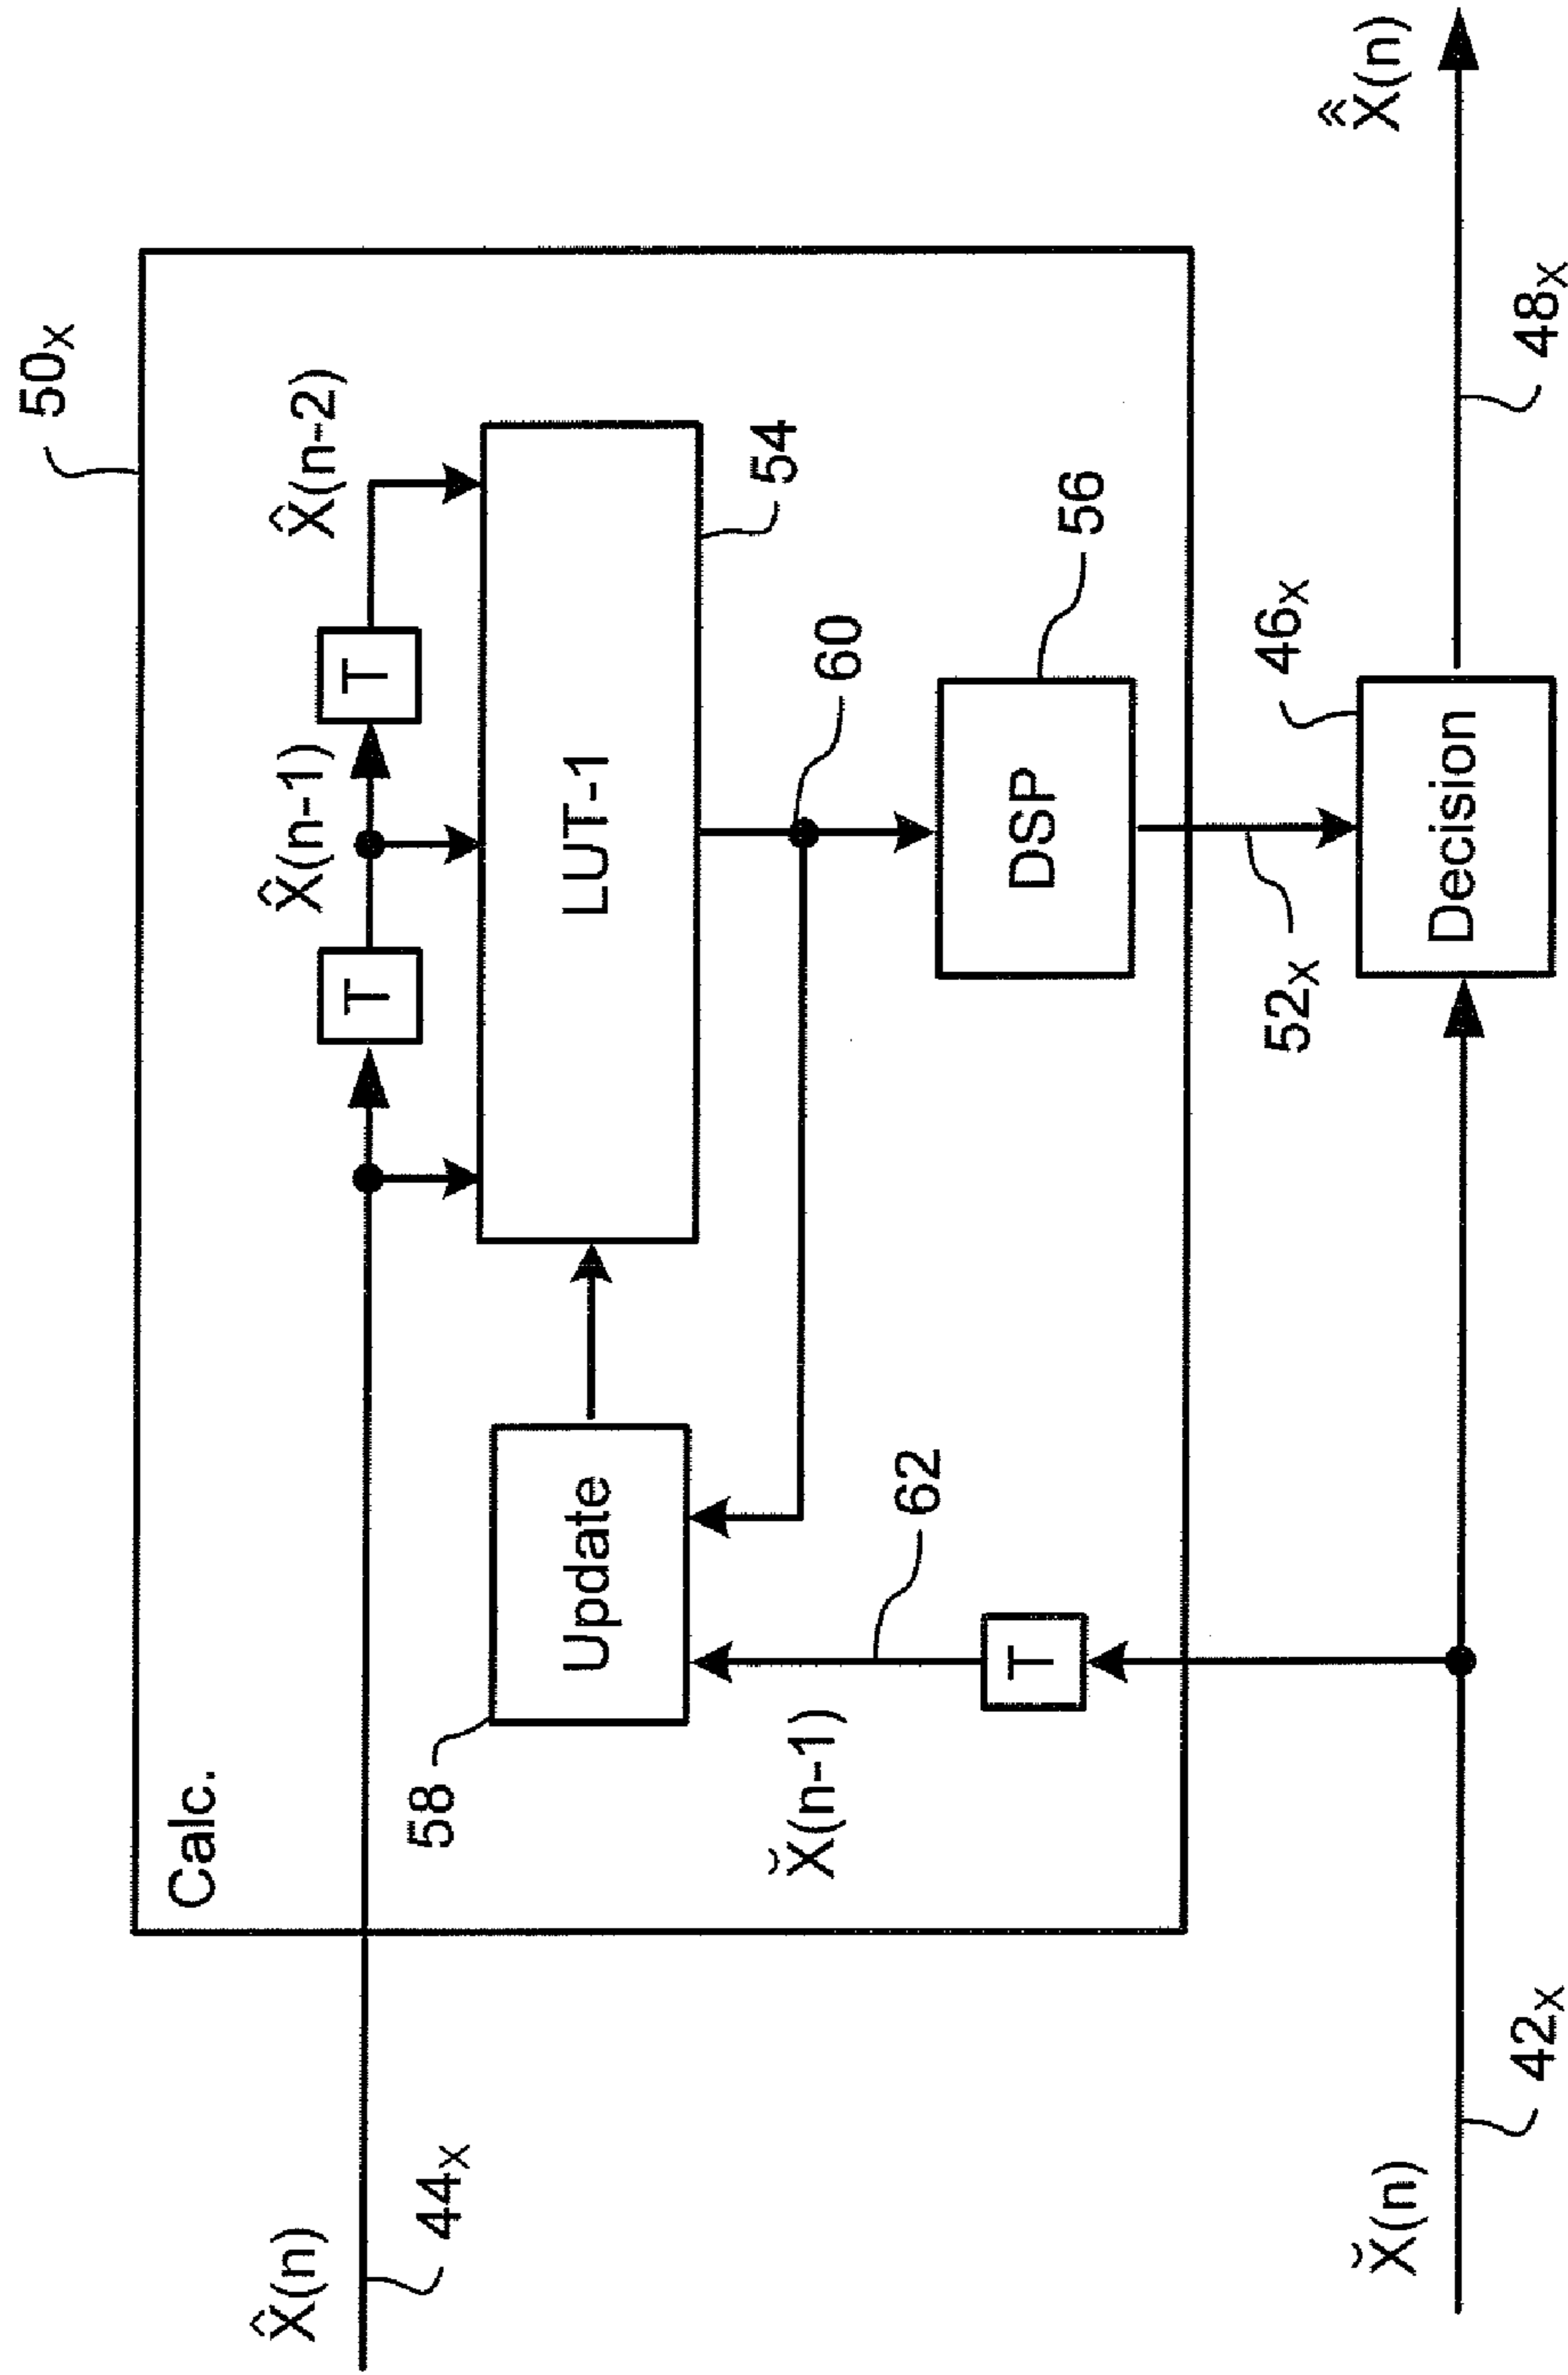 50X
Calc.
X̂(n)
44X
X̂(n-1)
X̂(n-2)
T
T
LUT-1
54
58
Update
60
62
X̌(n-1)
T
DSP
56
52X
46X
Decision
X̌(n)
42X
X̂̂(n)
48X